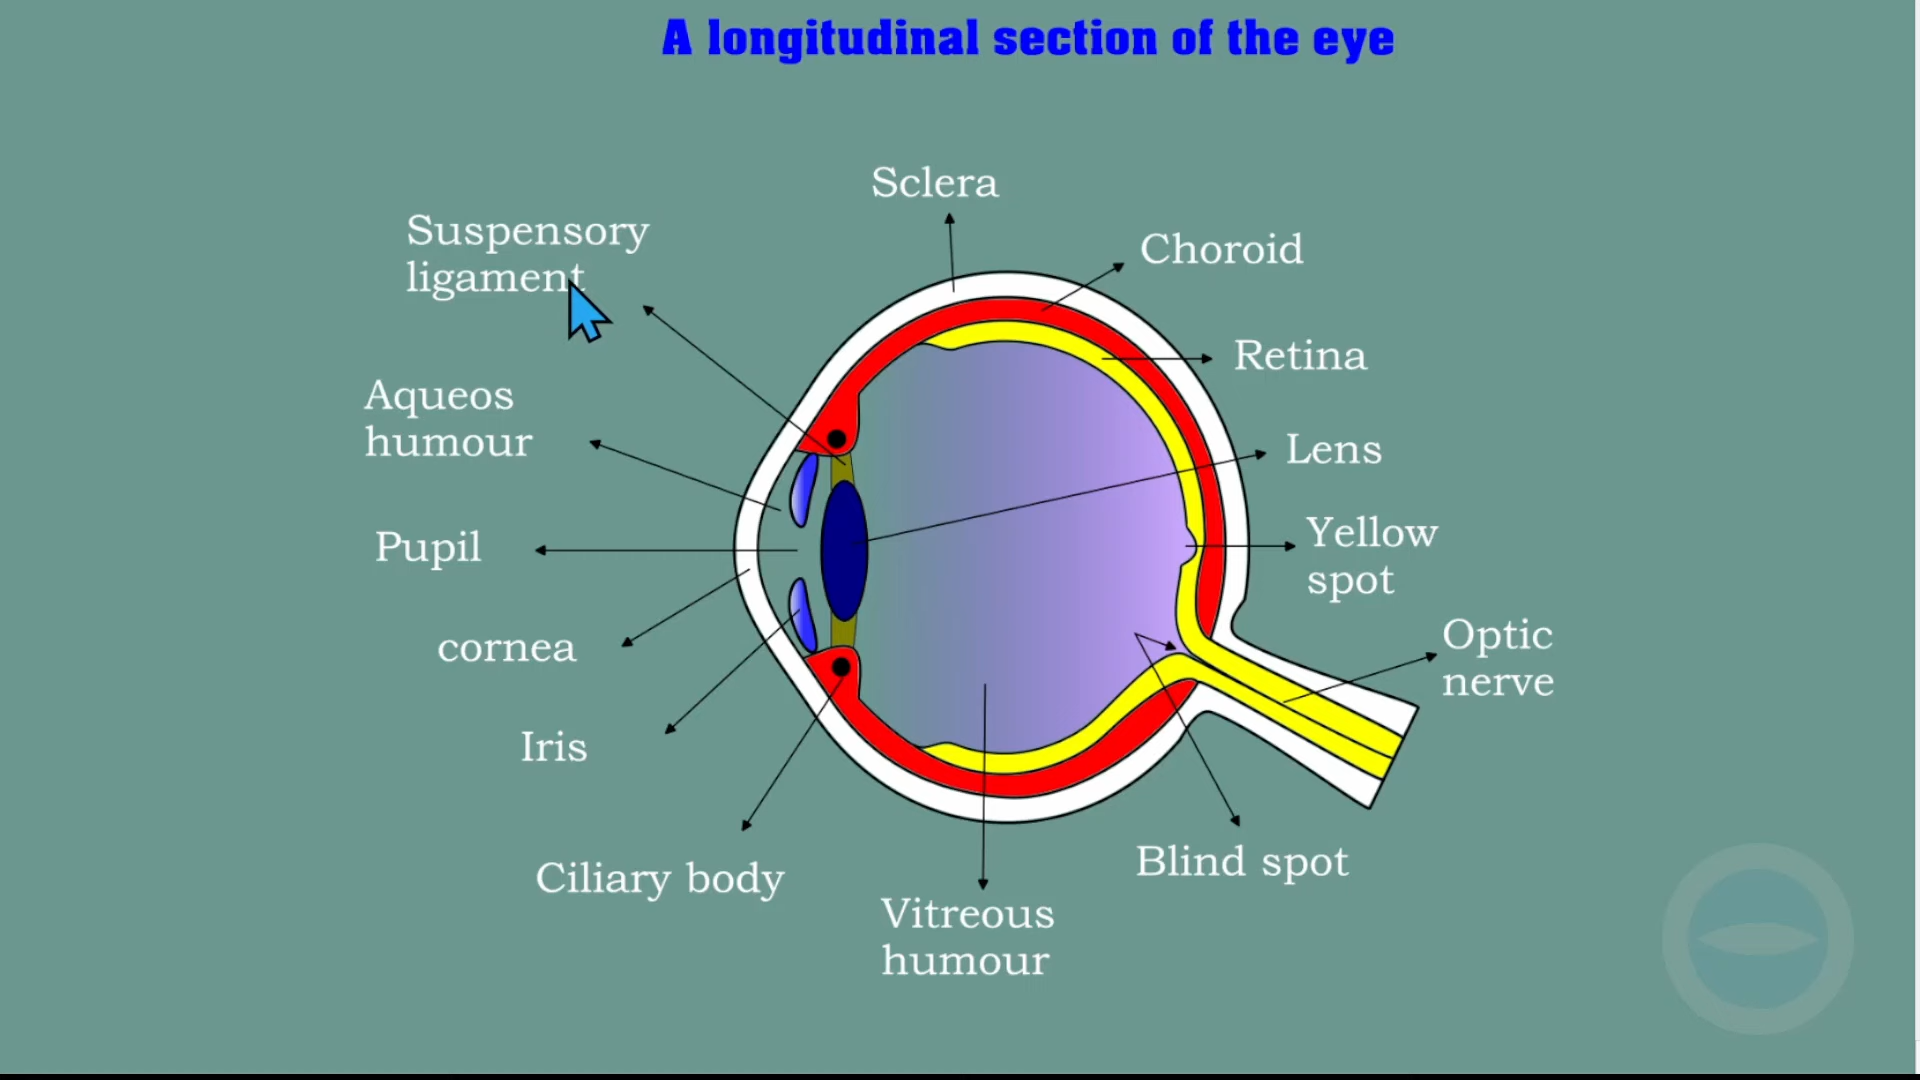 A longitudinal section of the eye
Sclera
Suspensory
ligament
Choroid
Retina
Aqueos
humour
Lens
Pupil
Yellow
spot
cornea
Optic
nerve
Iris
Ciliary body
Blind spot
Vitreous
humour